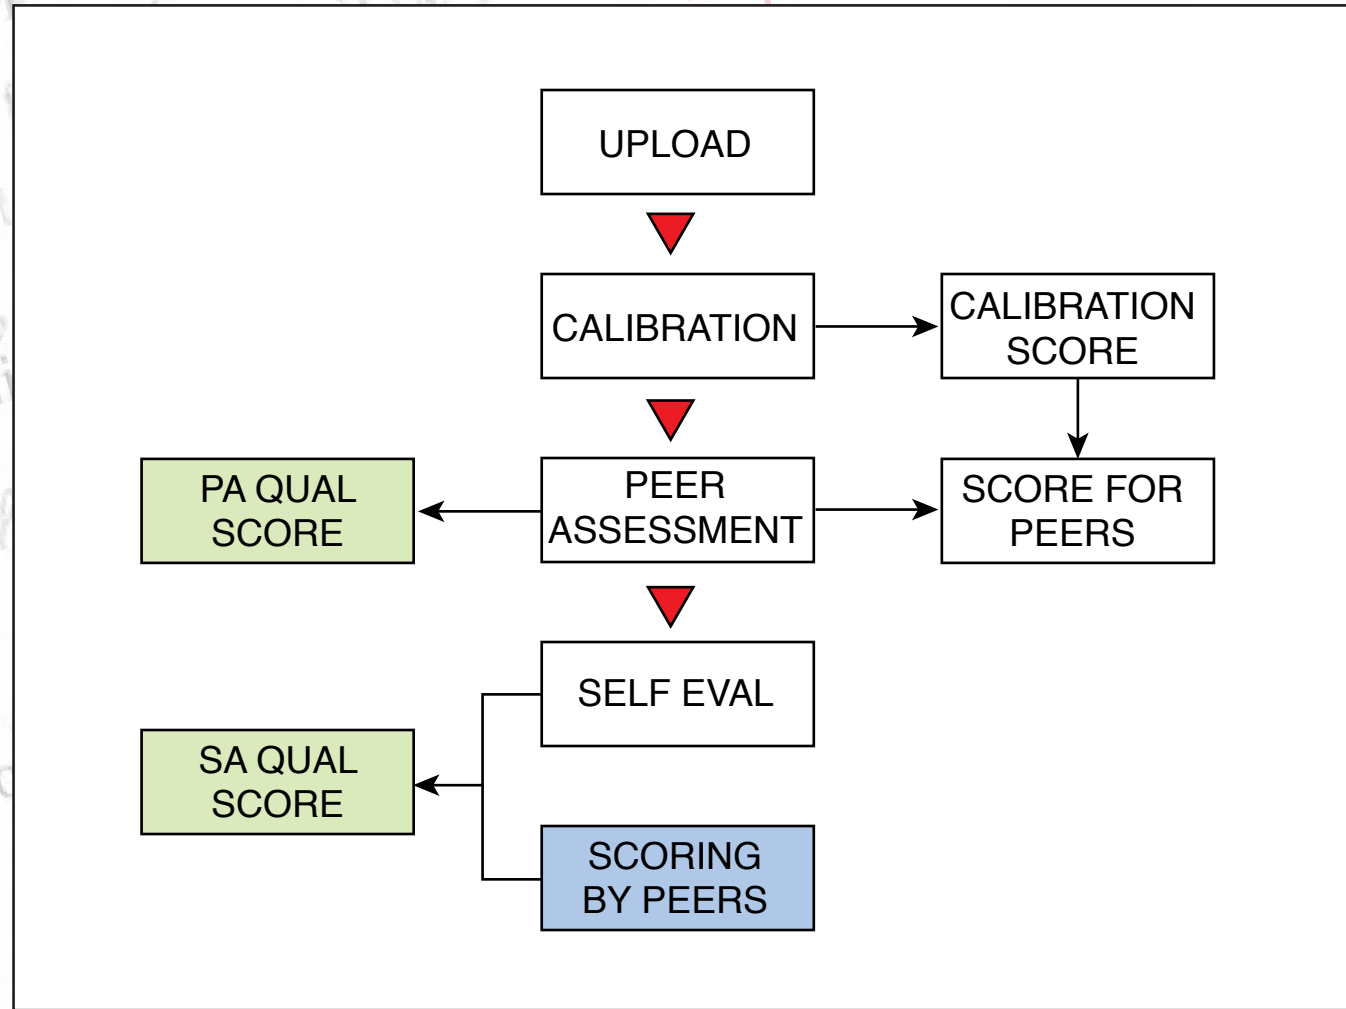 UPLOAD
CALIBRATION
CALIBRATION
SCORE
PA QUAL
SCORE
PEER
ASSESSMENT
SCORE FOR
PEERS
SELF EVAL
SA QUAL
SCORE
SCORING
BY PEERS